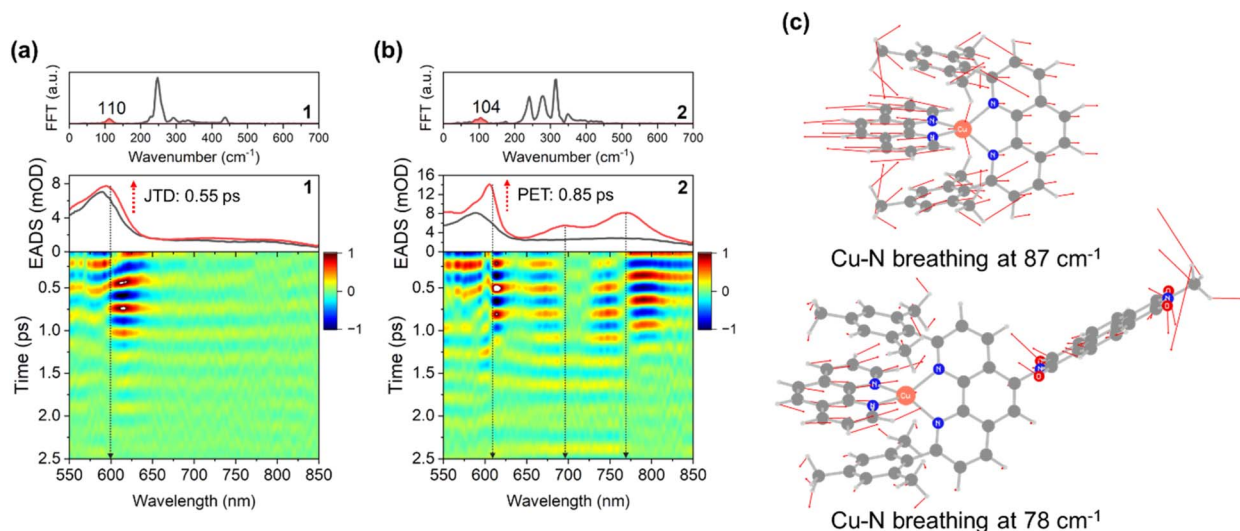 (a)
FFT (a.u.)
110
1
0 100 200 300 400 500 600 700
Wavenumber (cm⁻¹)
EADS (mOD)
8
4
0
JTD: 0.55 ps
1
Time (ps)
0.0
0.5
1.0
1.5
2.0
2.5
1
0
−1
550 600 650 700 750 800 850
Wavelength (nm)
(b)
FFT (a.u.)
104
2
0 100 200 300 400 500 600 700
Wavenumber (cm⁻¹)
EADS (mOD)
16
12
8
4
0
PET: 0.85 ps
2
Time (ps)
0.0
0.5
1.0
1.5
2.0
2.5
1
0
−1
550 600 650 700 750 800 850
Wavelength (nm)
(c)
N
N
N
N
Cu
Cu-N breathing at 87 cm⁻¹
O
N
O
O
N
O
N
N
N
N
Cu
Cu-N breathing at 78 cm⁻¹